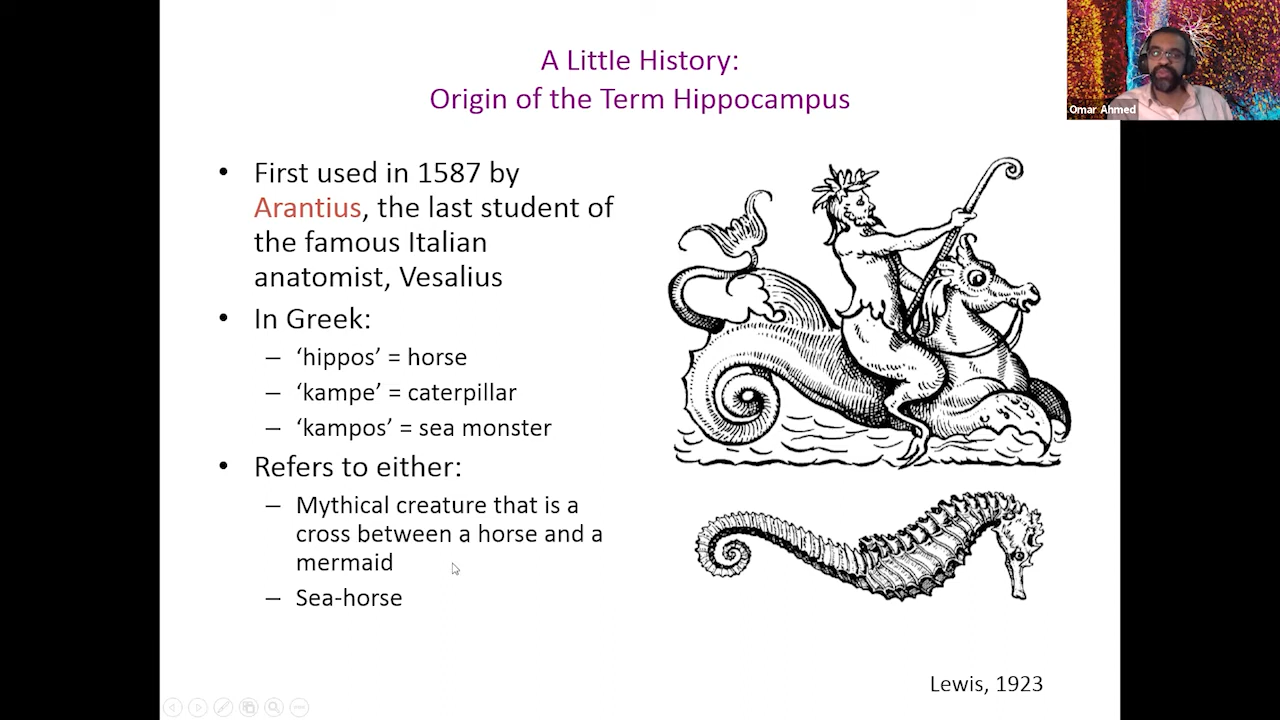 A Little History:
Origin of the Term Hippocampus
Omar Ahmed
• First used in 1587 by
Arantius, the last student of
the famous Italian
anatomist, Vesalius
• In Greek:
– ‘hippos’ = horse
– ‘kampe’ = caterpillar
– ‘kampos’ = sea monster
• Refers to either:
– Mythical creature that is a
cross between a horse and a
mermaid
– Sea-horse
Lewis, 1923